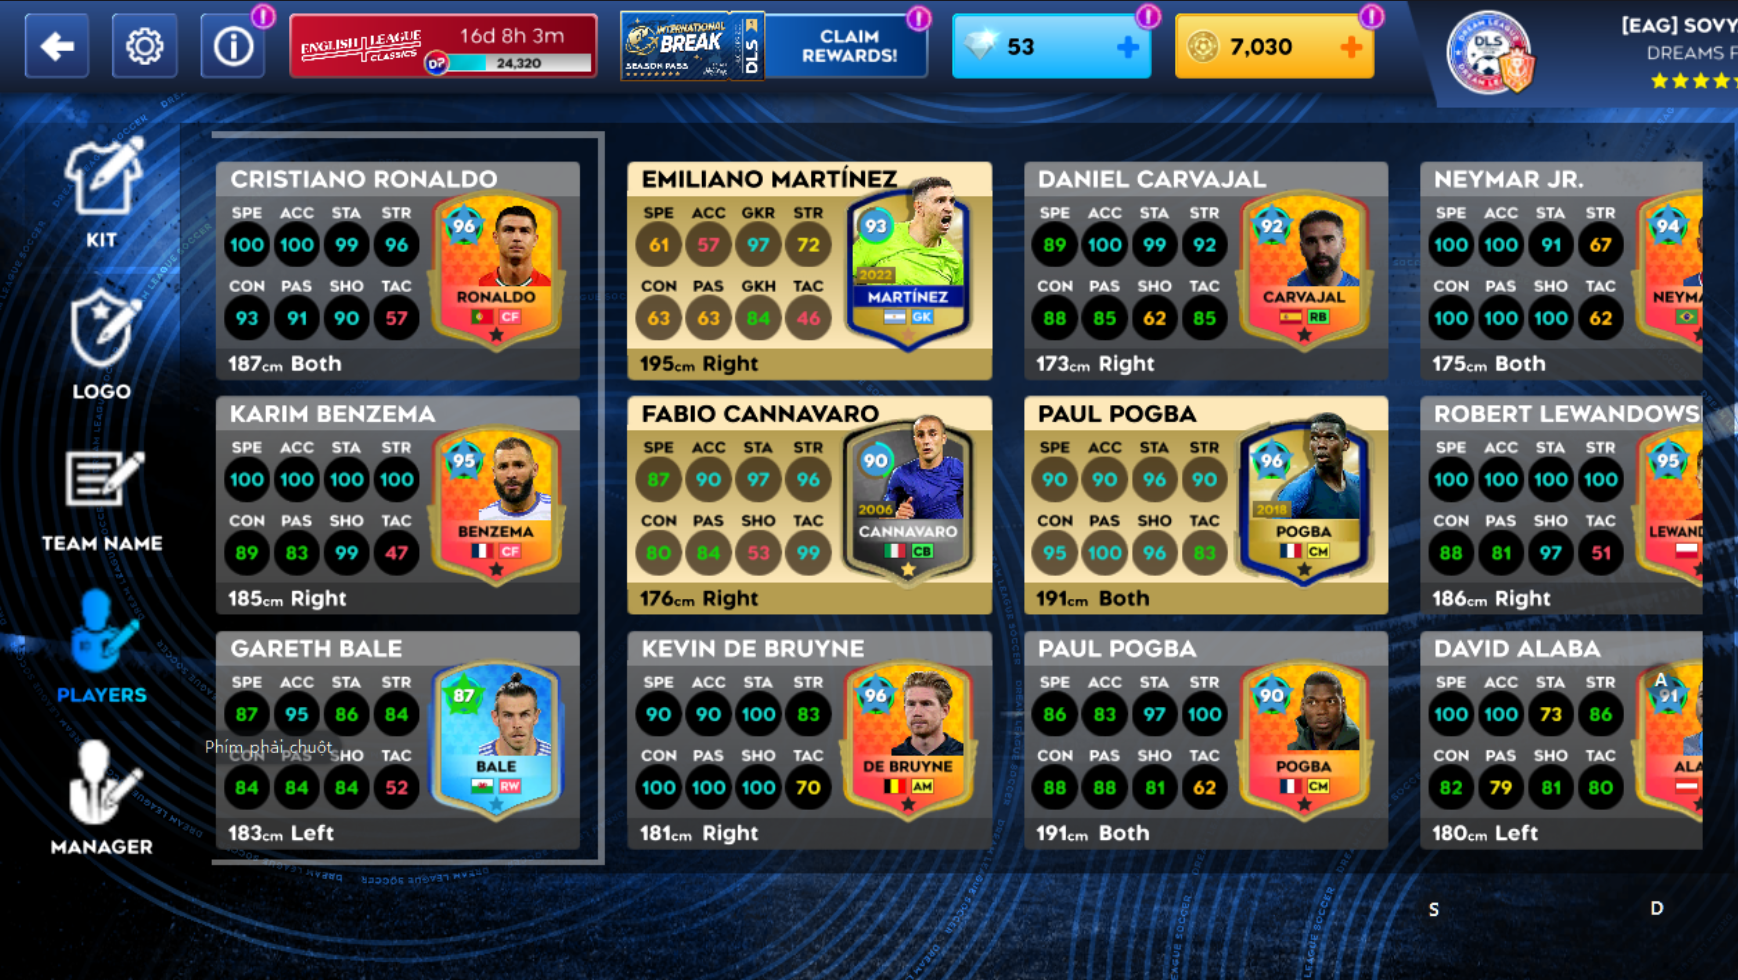 ENGLISH LEAGUE
CLASSICS
16d 8h 3m
DP 24,320
INTERNATIONAL
BREAK
SEASON PASS
DLS
CLAIM
REWARDS!
53
7,030
DLS
[EAG] SOVY
DREAMS F
KIT
LOGO
TEAM NAME
PLAYERS
MANAGER
CRISTIANO RONALDO
SPE ACC STA STR
100 100 99 96
CON PAS SHO TAC
93 91 90 57
187cm Both
96
RONALDO
CF
EMILIANO MARTÍNEZ
SPE ACC GKR STR
61 57 97 72
CON PAS GKH TAC
63 63 84 46
195cm Right
93
2022
MARTÍNEZ
GK
DANIEL CARVAJAL
SPE ACC STA STR
89 100 99 92
CON PAS SHO TAC
88 85 62 85
173cm Right
92
CARVAJAL
RB
NEYMAR JR.
SPE ACC STA STR
100 100 91 67
CON PAS SHO TAC
100 100 100 62
175cm Both
94
NEYMA
KARIM BENZEMA
SPE ACC STA STR
100 100 100 100
CON PAS SHO TAC
89 83 99 47
185cm Right
95
BENZEMA
CF
FABIO CANNAVARO
SPE ACC STA STR
87 90 97 96
CON PAS SHO TAC
80 84 53 99
176cm Right
90
2006
CANNAVARO
CB
PAUL POGBA
SPE ACC STA STR
90 90 96 90
CON PAS SHO TAC
95 100 96 83
191cm Both
96
2018
POGBA
CM
ROBERT LEWANDOWS
SPE ACC STA STR
100 100 100 100
CON PAS SHO TAC
88 81 97 51
186cm Right
95
LEWAND
GARETH BALE
SPE ACC STA STR
87 95 86 84
Phím phải chuột
CON PAS SHO TAC
84 84 84 52
183cm Left
87
BALE
RW
KEVIN DE BRUYNE
SPE ACC STA STR
90 90 100 83
CON PAS SHO TAC
100 100 100 70
181cm Right
96
DE BRUYNE
AM
PAUL POGBA
SPE ACC STA STR
86 83 97 100
CON PAS SHO TAC
88 88 81 62
191cm Both
90
POGBA
CM
DAVID ALABA
SPE ACC STA STR
100 100 73 86
CON PAS SHO TAC
82 79 81 80
180cm Left
A
91
ALA
S
D